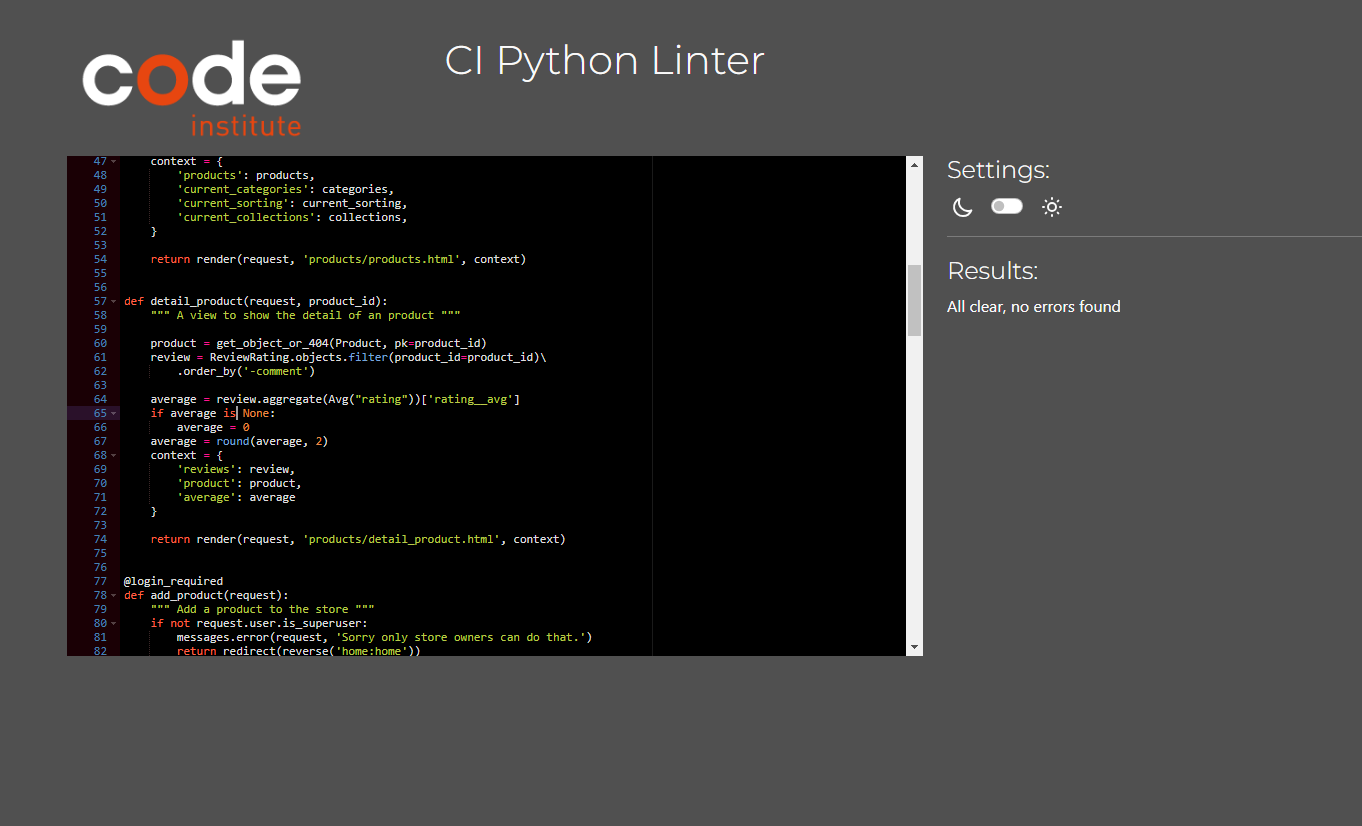 code
institute
CI Python Linter
47 context = {
48 'products': products,
49 'current_categories': categories,
50 'current_sorting': current_sorting,
51 'current_collections': collections,
52 }
53
54 return render(request, 'products/products.html', context)
55
56
57 def detail_product(request, product_id):
58 """ A view to show the detail of an product """
59
60 product = get_object_or_404(Product, pk=product_id)
61 review = ReviewRating.objects.filter(product_id=product_id)\
62 .order_by('-comment')
63
64 average = review.aggregate(Avg("rating"))['rating__avg']
65 if average is None:
66 average = 0
67 average = round(average, 2)
68 context = {
69 'reviews': review,
70 'product': product,
71 'average': average
72 }
73
74 return render(request, 'products/detail_product.html', context)
75
76
77 @login_required
78 def add_product(request):
79 """ Add a product to the store """
80 if not request.user.is_superuser:
81 messages.error(request, 'Sorry only store owners can do that.')
82 return redirect(reverse('home:home'))
Settings:
Results:
All clear, no errors found